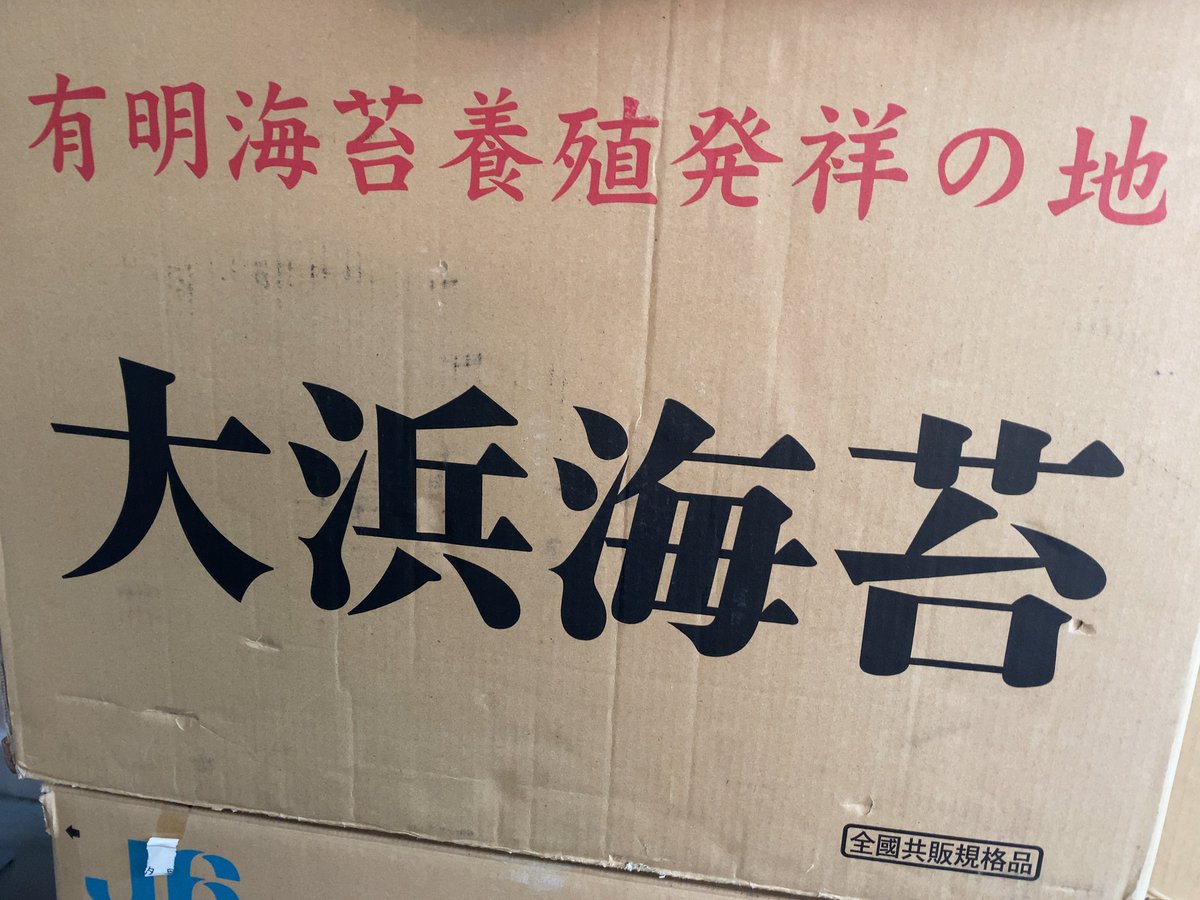 有明海苔養殖発祥の地
大浜海苔
全國共販規格品
J6